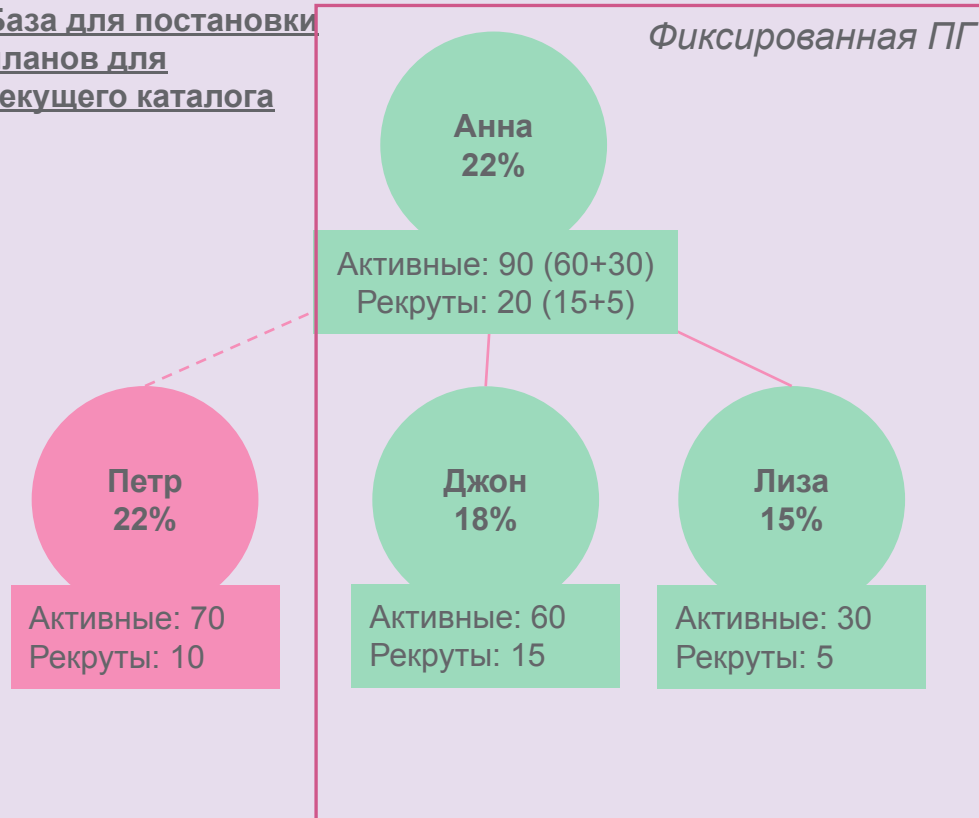 База для постановки
планов для
текущего каталога
Фиксированная ПГ
Анна
22%
Активные: 90 (60+30)
Рекруты: 20 (15+5)
Петр
22%
Активные: 70
Рекруты: 10
Джон
18%
Активные: 60
Рекруты: 15
Лиза
15%
Активные: 30
Рекруты: 5